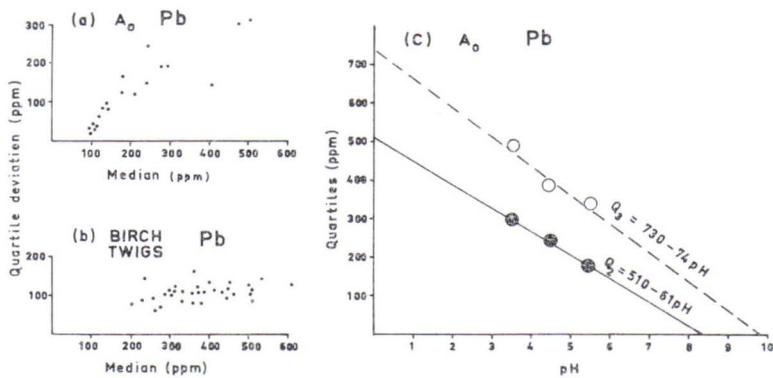 (a) A₀ Pb
300
200
100
100 200 300 400 500 600
Median (ppm)
Quartile deviation (ppm)
(b) BIRCH TWIGS Pb
200
100
100 200 300 400 500 600
Median (ppm)
(c) A₀ Pb
Quartiles (ppm)
700
600
500
400
300
200
100
1 2 3 4 5 6 7 8 9 10
pH
Q₃ = 730-74pH
Q₂ = 510-61pH